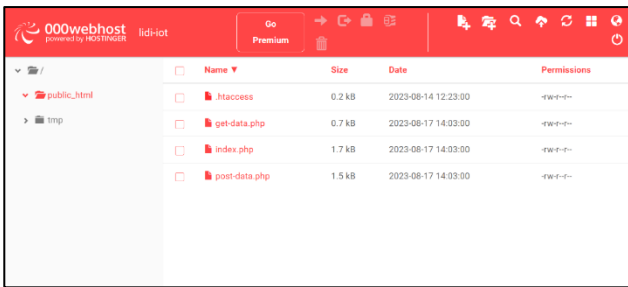 000webhost
powered by HOSTINGER
lidi-iot
Go
Premium
/
public_html
tmp
Name ▼ Size Date Permissions
.htaccess 0.2 kB 2023-08-14 12:23:00 -rw-r--r--
get-data.php 0.7 kB 2023-08-17 14:03:00 -rw-r--r--
index.php 1.7 kB 2023-08-17 14:03:00 -rw-r--r--
post-data.php 1.5 kB 2023-08-17 14:03:00 -rw-r--r--